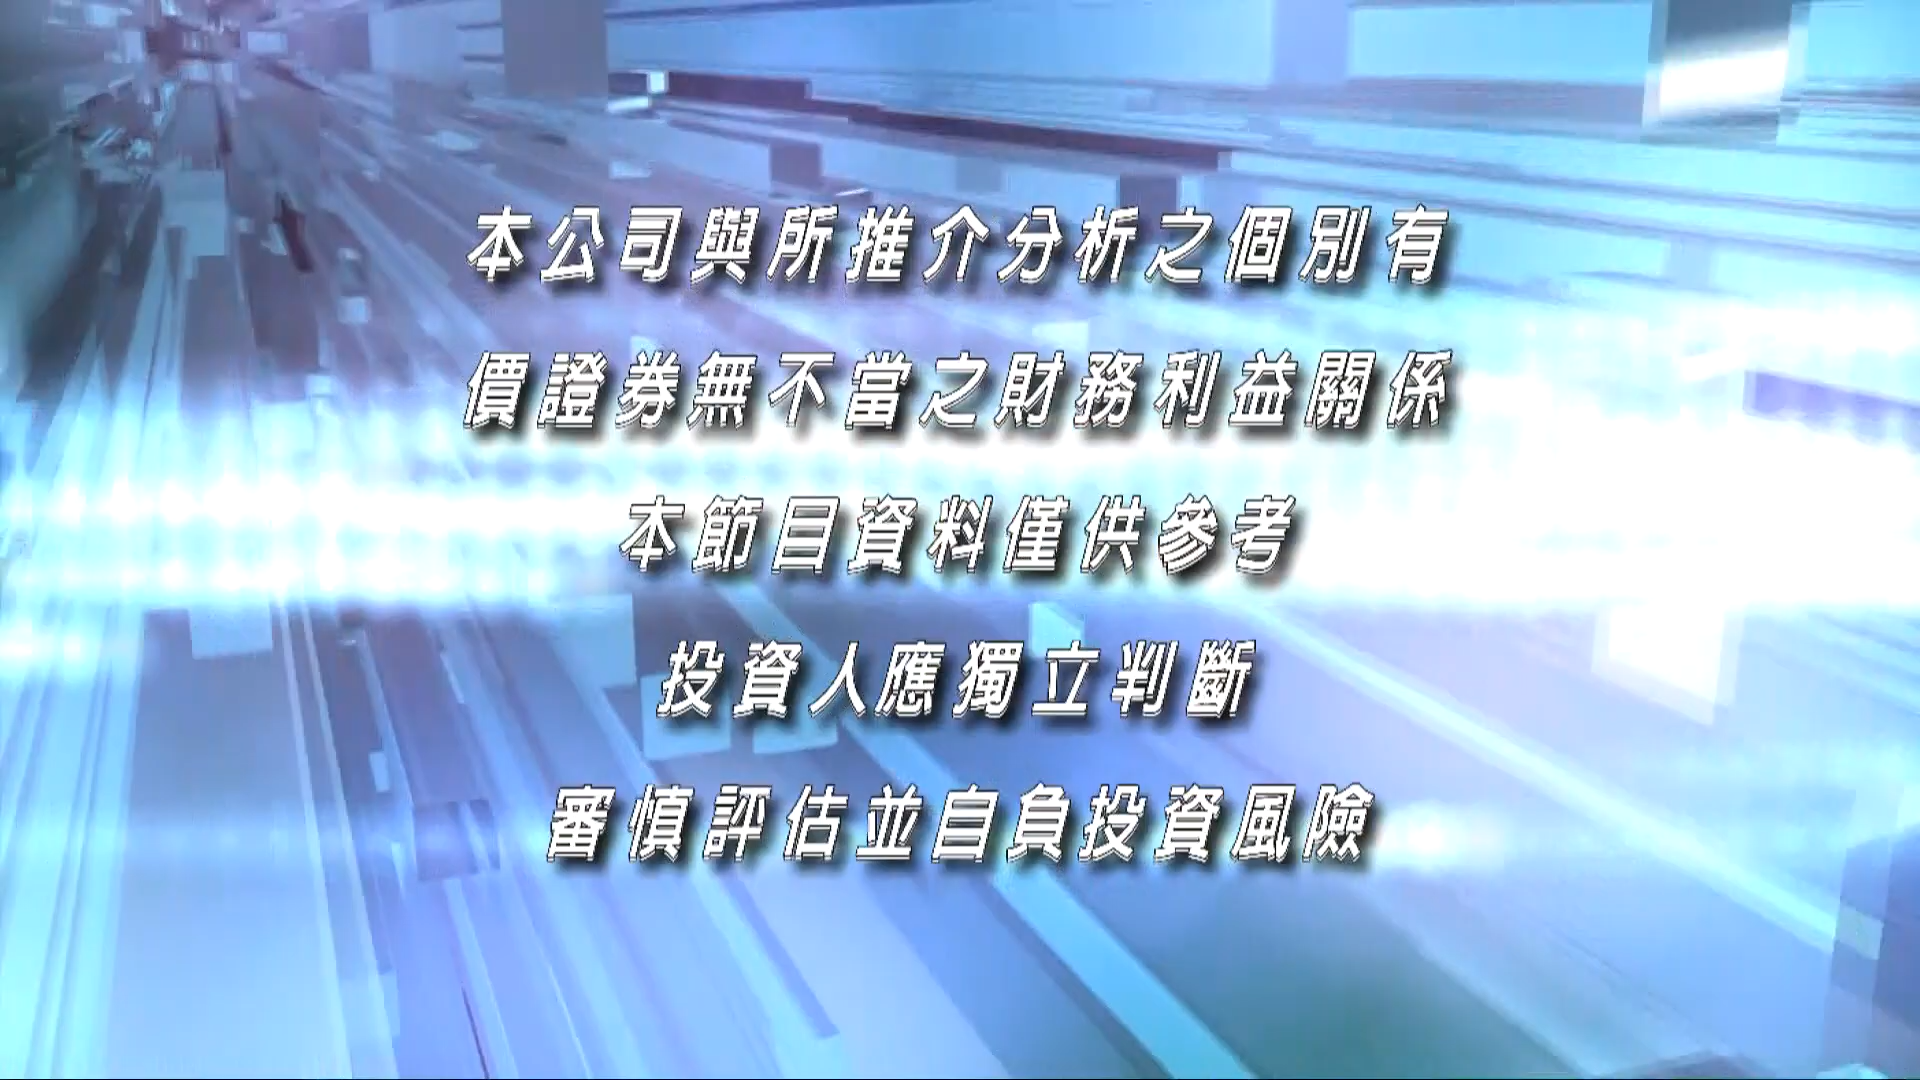 本公司與所推介分析之個別有
價證券無不當之財務利益關係
本節目資料僅供參考
投資人應獨立判斷
審慎評估並自負投資風險